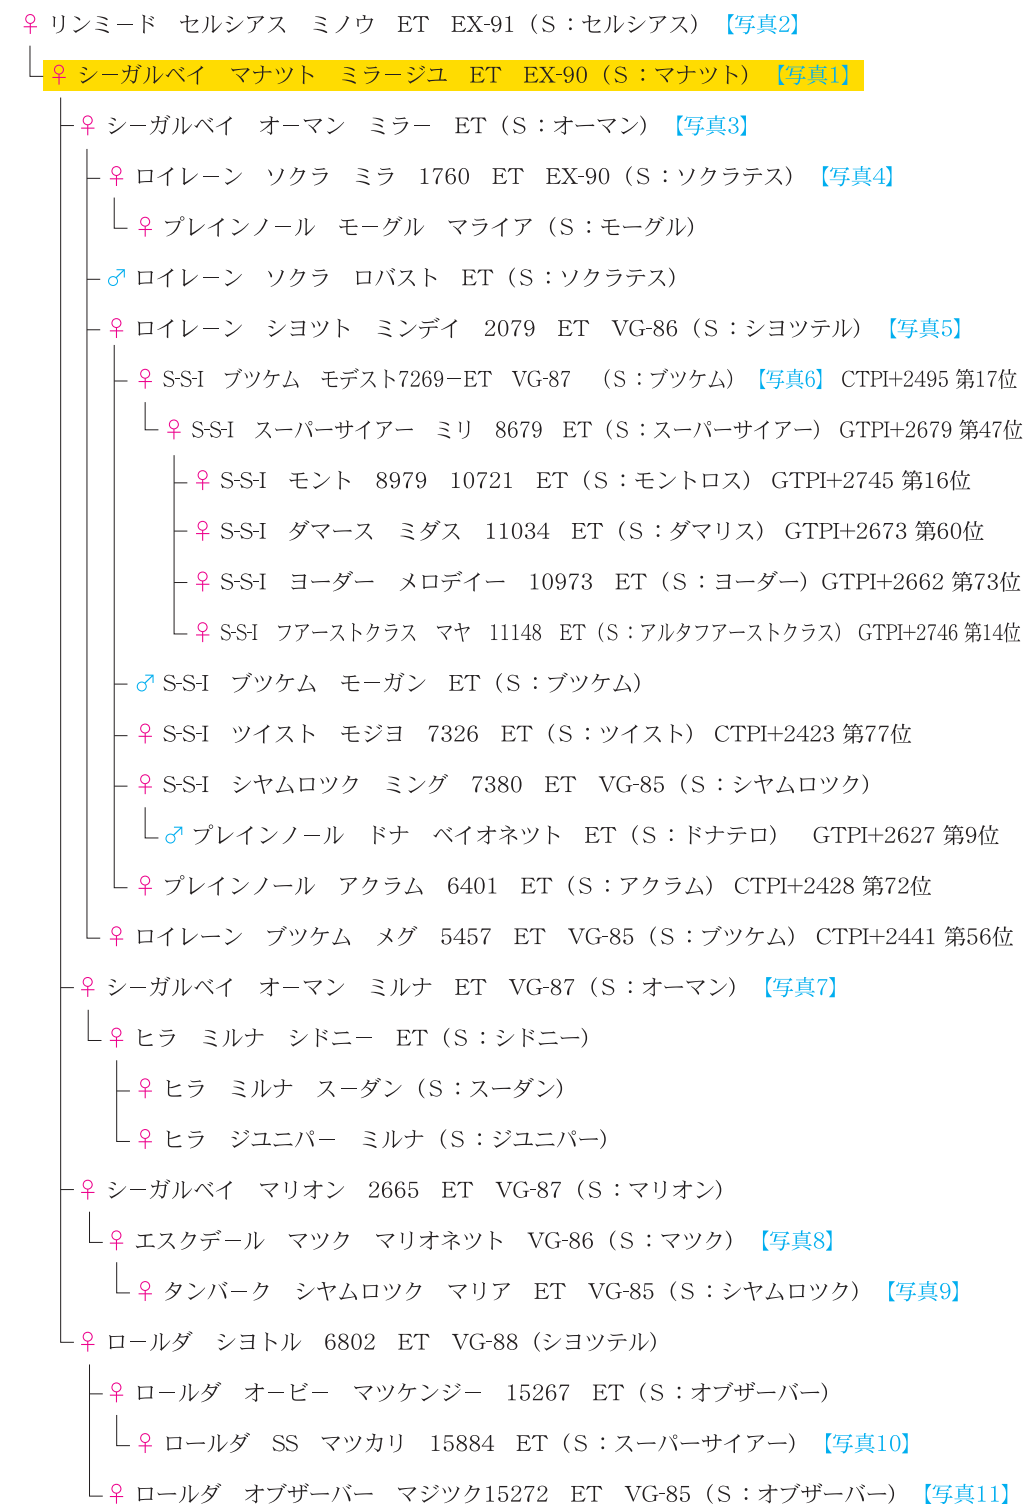 ♀ リンミード　セルシアス　ミノウ　ET　EX-91（S：セルシアス）【写真2】
♀ シーガルベイ　マナツト　ミラージユ　ET　EX-90（S：マナツト）【写真1】
♀ シーガルベイ　オーマン　ミラー　ET（S：オーマン）【写真3】
♀ ロイレーン　ソクラ　ミラ　1760　ET　EX-90（S：ソクラテス）【写真4】
♀ プレインノール　モーグル　マライア（S：モーグル）
♂ ロイレーン　ソクラ　ロバスト　ET（S：ソクラテス）
♀ ロイレーン　シヨツト　ミンデイ　2079　ET　VG-86（S：シヨツテル）【写真5】
♀ S-S-I　ブツケム　モデスト7269－ET　VG-87　（S：ブツケム）【写真6】 CTPI+2495 第17位
♀ S-S-I　スーパーサイアー　ミリ　8679　ET（S：スーパーサイアー） GTPI+2679 第47位
♀ S-S-I　モント　8979　10721　ET（S：モントロス） GTPI+2745 第16位
♀ S-S-I　ダマース　ミダス　11034　ET（S：ダマリス） GTPI+2673 第60位
♀ S-S-I　ヨーダー　メロデイー　10973　ET（S：ヨーダー）GTPI+2662 第73位
♀ S-S-I　フアーストクラス　マヤ　11148　ET（S：アルタフアーストクラス） GTPI+2746 第14位
♂ S-S-I　ブツケム　モーガン　ET（S：ブツケム）
♀ S-S-I　ツイスト　モジヨ　7326　ET（S：ツイスト） CTPI+2423 第77位
♀ S-S-I　シヤムロツク　ミング　7380　ET　VG-85（S：シヤムロツク）
♂ プレインノール　ドナ　ベイオネツト　ET（S：ドナテロ）　GTPI+2627 第9位
♀ プレインノール　アクラム　6401　ET（S：アクラム） CTPI+2428 第72位
♀ ロイレーン　ブツケム　メグ　5457　ET　VG-85（S：ブツケム） CTPI+2441 第56位
♀ シーガルベイ　オーマン　ミルナ　ET　VG-87（S：オーマン）【写真7】
♀ ヒラ　ミルナ　シドニー　ET（S：シドニー）
♀ ヒラ　ミルナ　スーダン（S：スーダン）
♀ ヒラ　ジユニパー　ミルナ（S：ジユニパー）
♀ シーガルベイ　マリオン　2665　ET　VG-87（S：マリオン）
♀ エスクデール　マツク　マリオネツト　VG-86（S：マツク）【写真8】
♀ タンバーク　シヤムロツク　マリア　ET　VG-85（S：シヤムロツク）【写真9】
♀ ロールダ　シヨトル　6802　ET　VG-88（シヨツテル）
♀ ロールダ　オービー　マツケンジー　15267　ET（S：オブザーバー）
♀ ロールダ　SS　マツカリ　15884　ET（S：スーパーサイアー）【写真10】
♀ ロールダ　オブザーバー　マジツク15272　ET　VG-85（S：オブザーバー）【写真11】